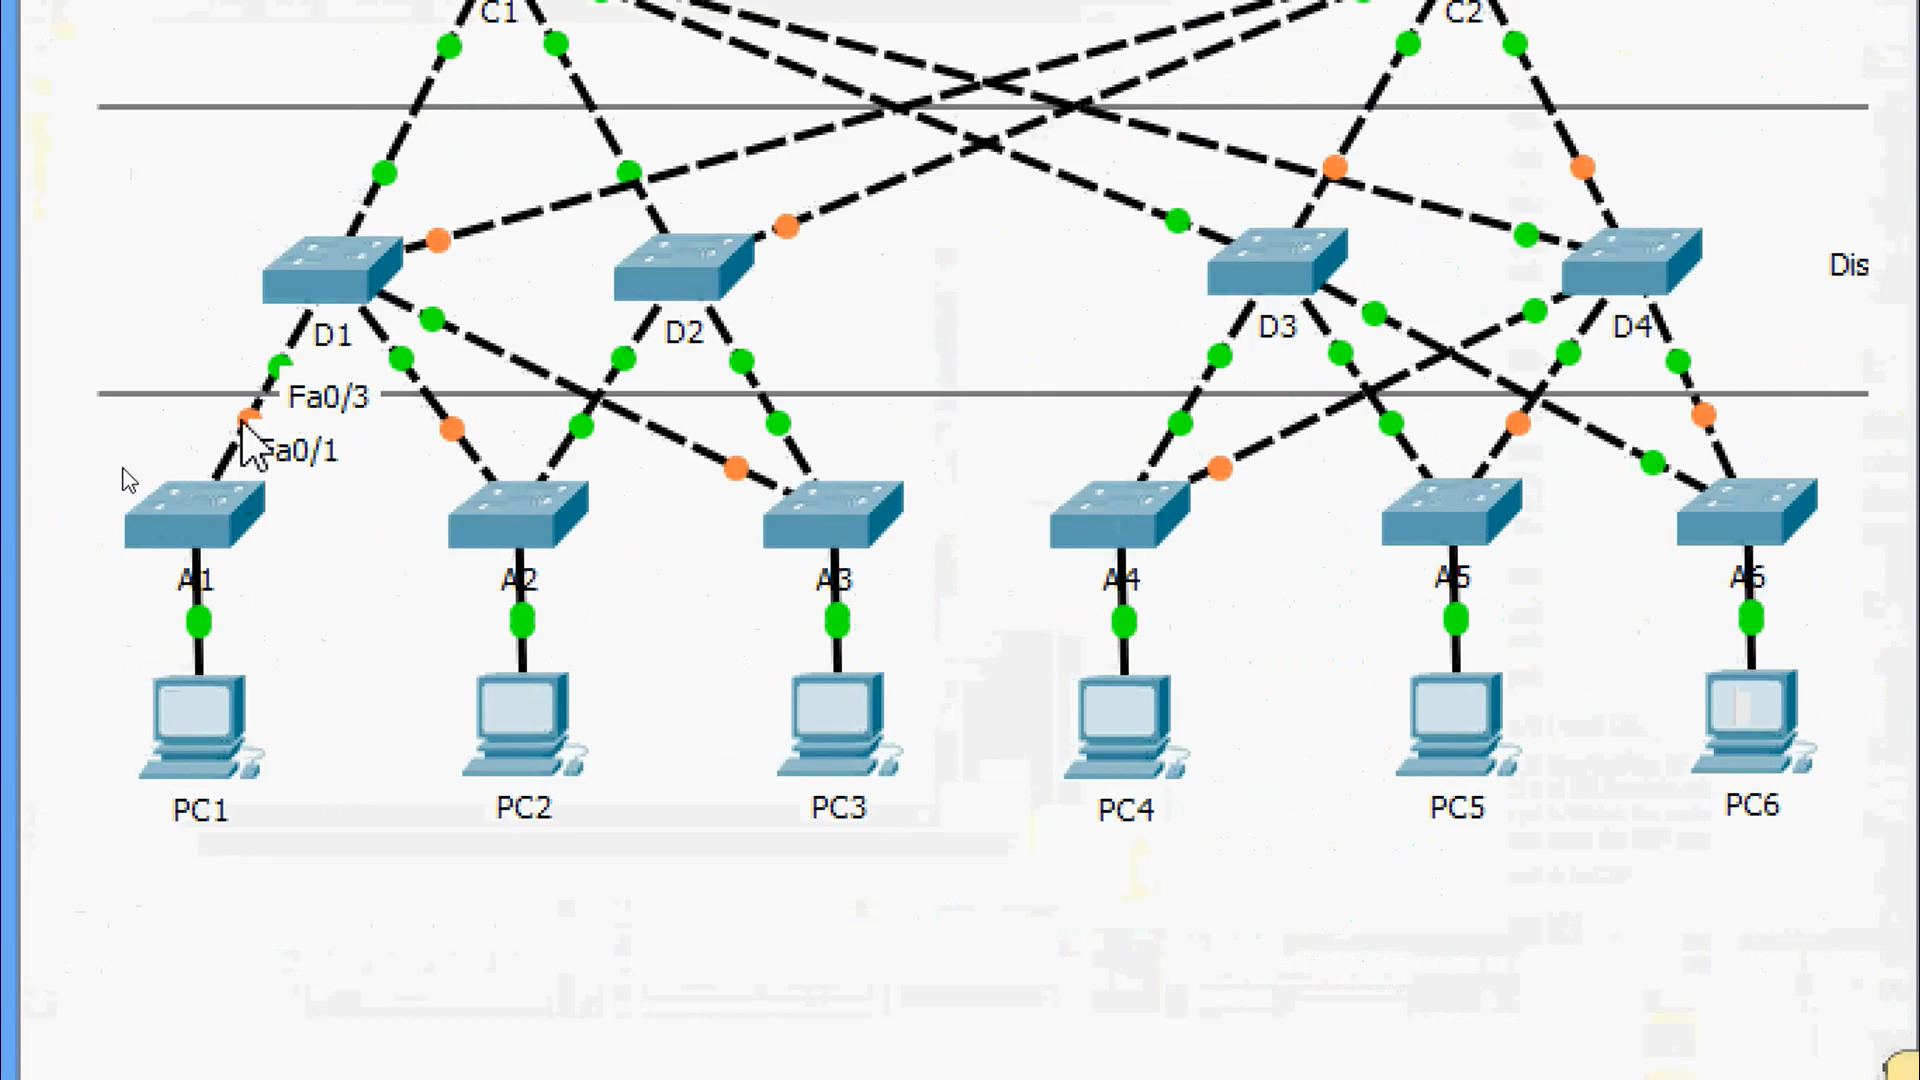 C1
C2
Dis
D1
D2
D3
D4
Fa0/3
Fa0/1
A1
A2
A3
A4
A5
A6
PC1
PC2
PC3
PC4
PC5
PC6